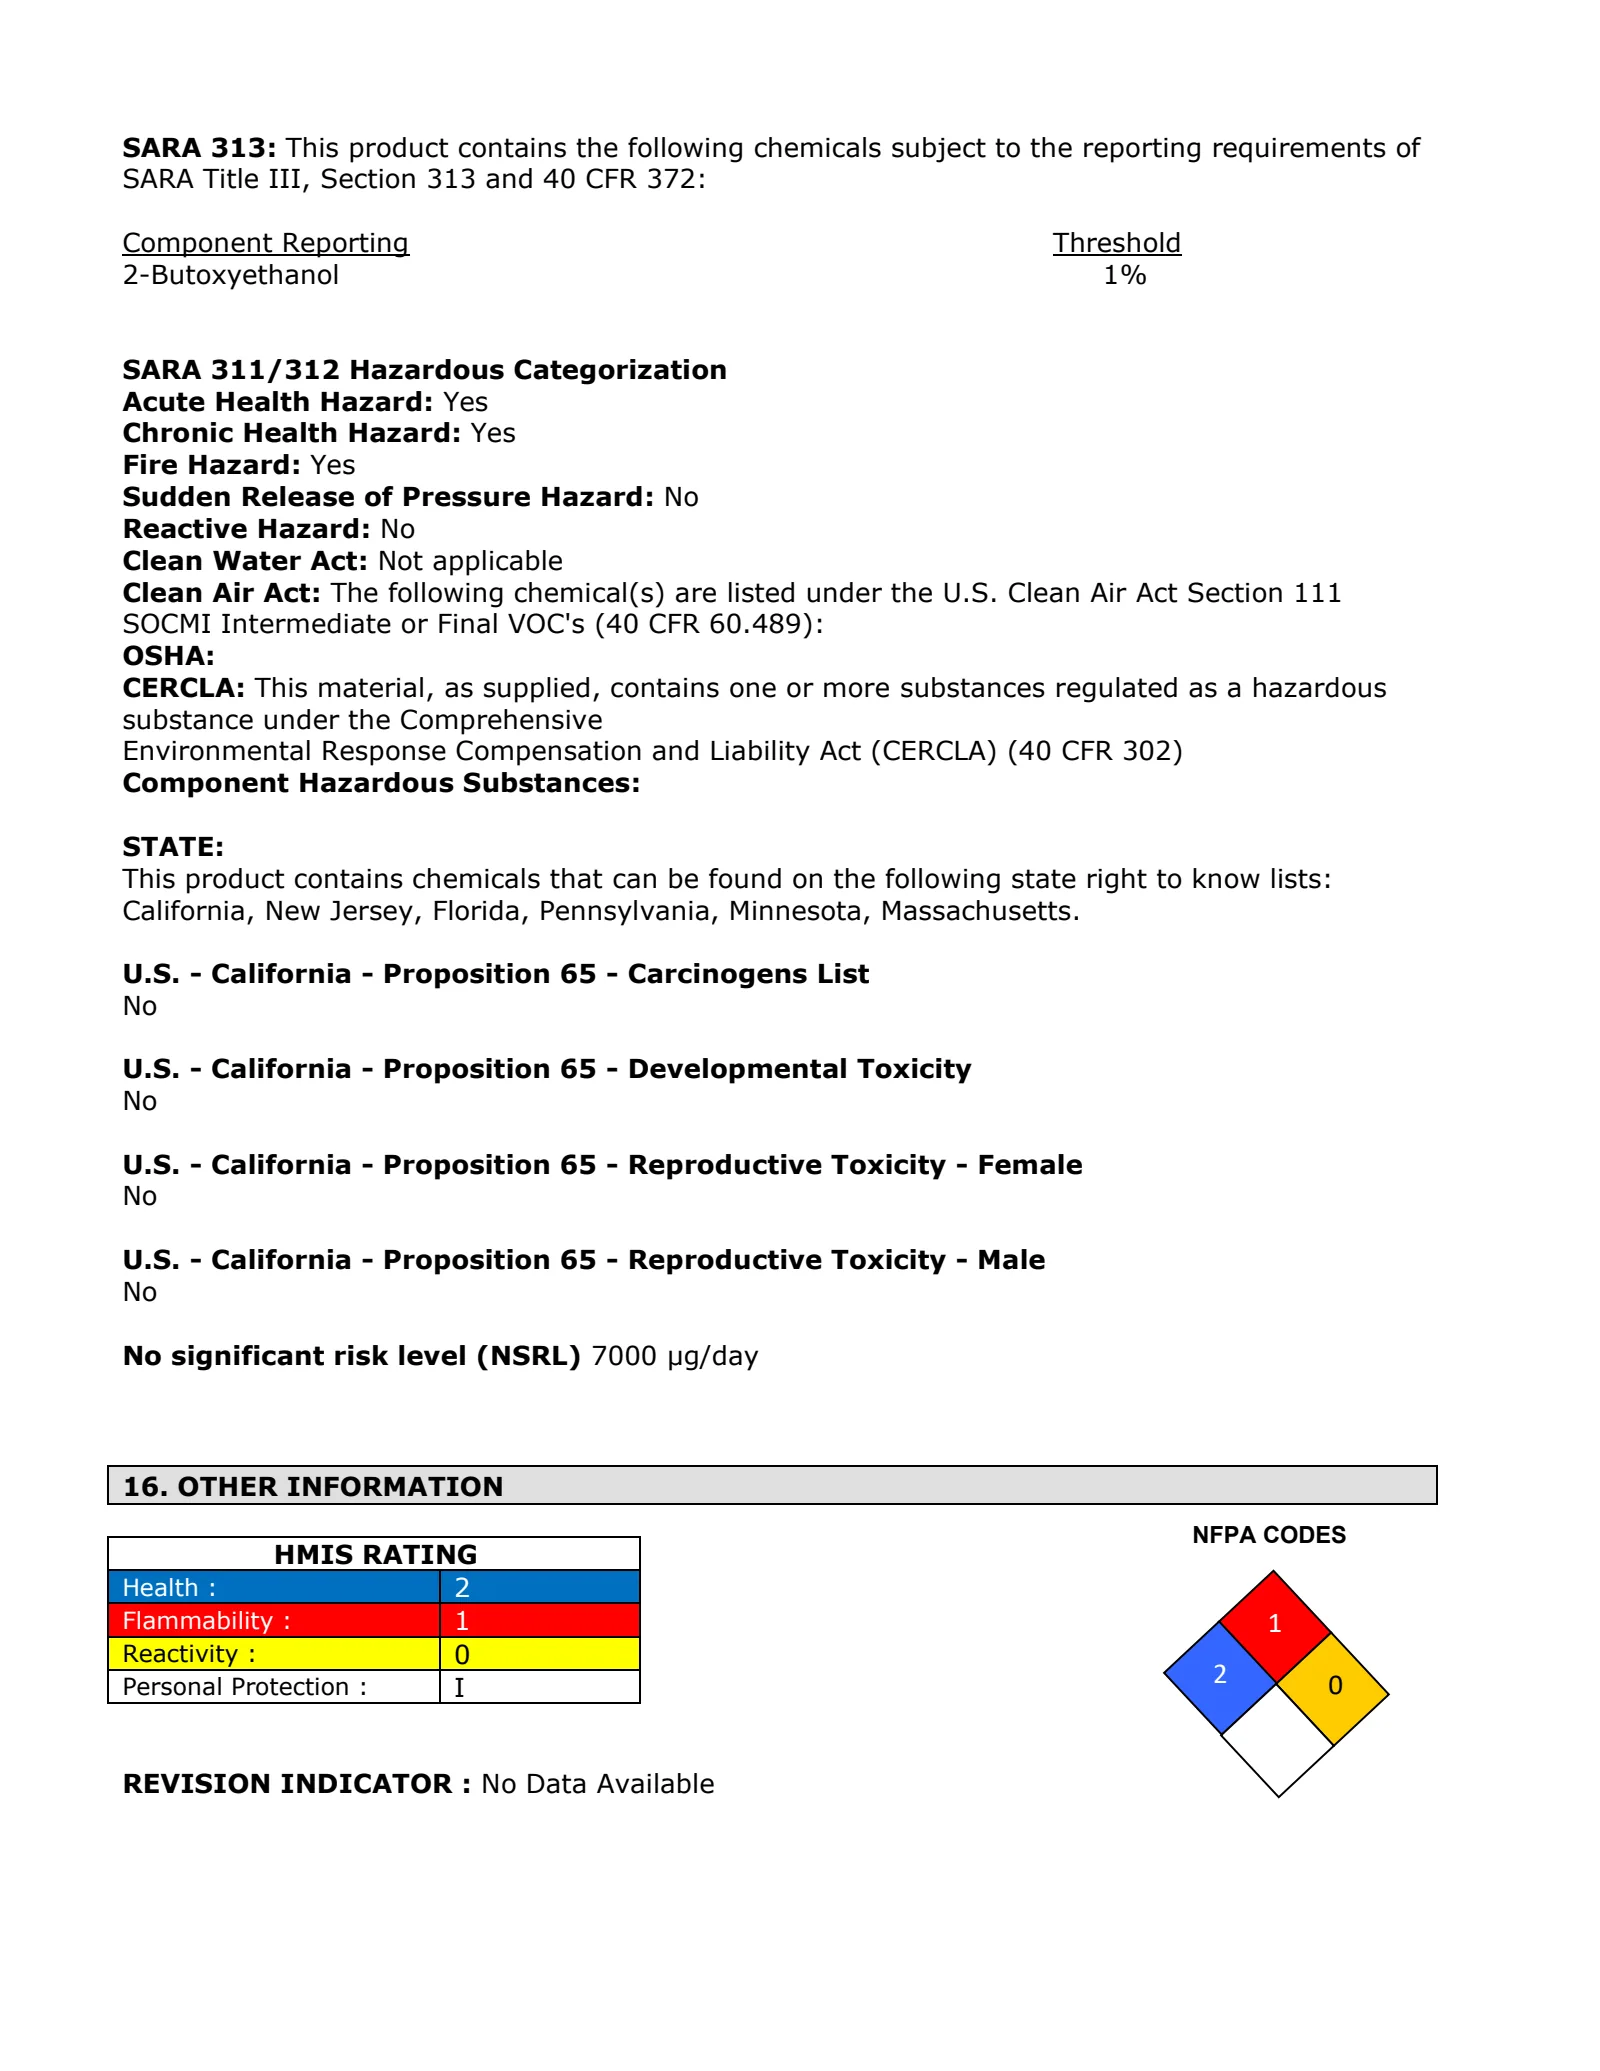 SARA 313: This product contains the following chemicals subject to the reporting requirements of
SARA Title III, Section 313 and 40 CFR 372:
Component Reporting Threshold
2-Butoxyethanol 1%
SARA 311/312 Hazardous Categorization
Acute Health Hazard: Yes
Chronic Health Hazard: Yes
Fire Hazard: Yes
Sudden Release of Pressure Hazard: No
Reactive Hazard: No
Clean Water Act: Not applicable
Clean Air Act: The following chemical(s) are listed under the U.S. Clean Air Act Section 111
SOCMI Intermediate or Final VOC's (40 CFR 60.489):
OSHA:
CERCLA: This material, as supplied, contains one or more substances regulated as a hazardous
substance under the Comprehensive
Environmental Response Compensation and Liability Act (CERCLA) (40 CFR 302)
Component Hazardous Substances:
STATE:
This product contains chemicals that can be found on the following state right to know lists:
California, New Jersey, Florida, Pennsylvania, Minnesota, Massachusetts.
U.S. - California - Proposition 65 - Carcinogens List
No
U.S. - California - Proposition 65 - Developmental Toxicity
No
U.S. - California - Proposition 65 - Reproductive Toxicity - Female
No
U.S. - California - Proposition 65 - Reproductive Toxicity - Male
No
No significant risk level (NSRL) 7000 µg/day
16. OTHER INFORMATION
HMIS RATING
Health : 2
Flammability : 1
Reactivity : 0
Personal Protection : I
NFPA CODES
1
2
0
REVISION INDICATOR : No Data Available